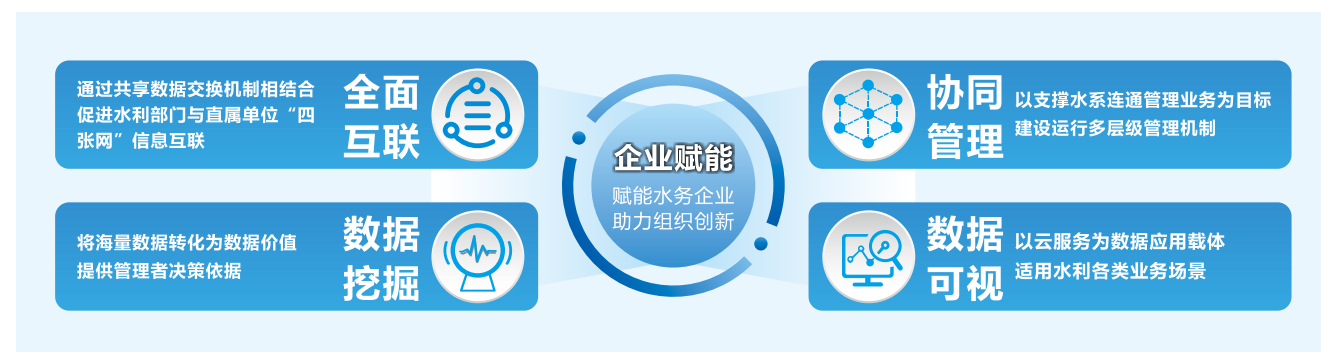 通过共享数据交换机制相结合
促进水利部门与直属单位“四
张网”信息互联
全面
互联
将海量数据转化为数据价值
提供管理者决策依据
数据
挖掘
企业赋能
赋能水务企业
助力组织创新
协同
管理
以支撑水系连通管理业务为目标
建设运行多层级管理机制
数据
可视
以云服务为数据应用载体
适用水利各类业务场景